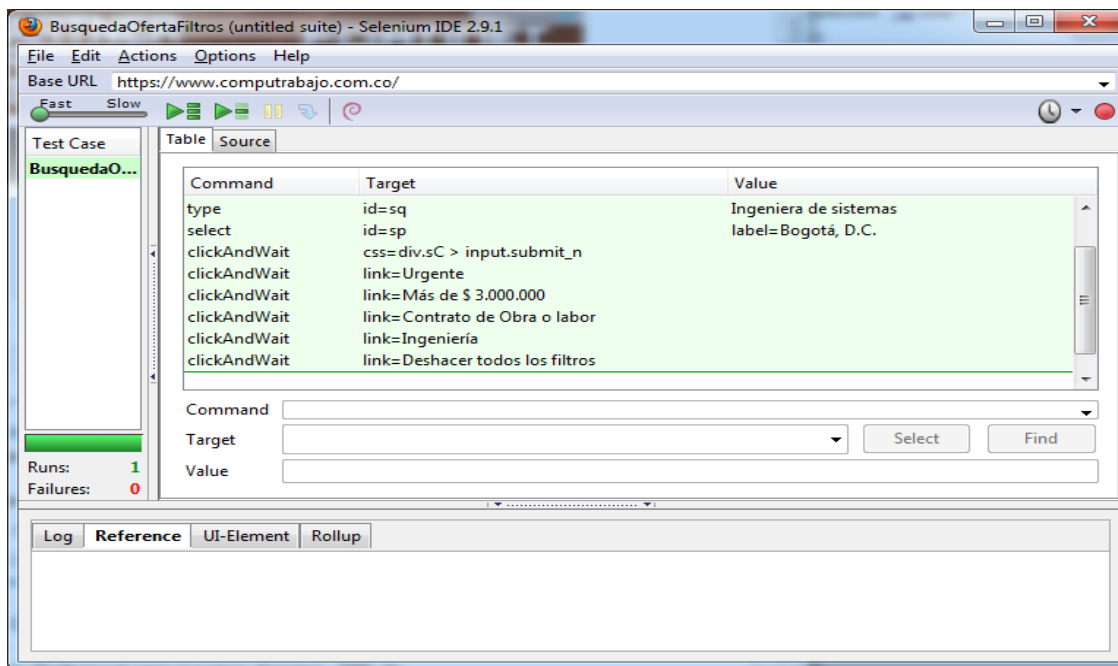 BusquedaOfertaFiltros (untitled suite) - Selenium IDE 2.9.1
File Edit Actions Options Help
Base URL https://www.computrabajo.com.co/
Fast Slow
Test Case
Table Source
BusquedaO...
Command Target Value
type id=sq Ingeniera de sistemas
select id=sp label=Bogotá, D.C.
clickAndWait css=div.sC > input.submit_n
clickAndWait link=Urgente
clickAndWait link=Más de $ 3.000.000
clickAndWait link=Contrato de Obra o labor
clickAndWait link=Ingeniería
clickAndWait link=Deshacer todos los filtros
Command
Target Select Find
Value
Runs: 1
Failures: 0
Log Reference UI-Element Rollup